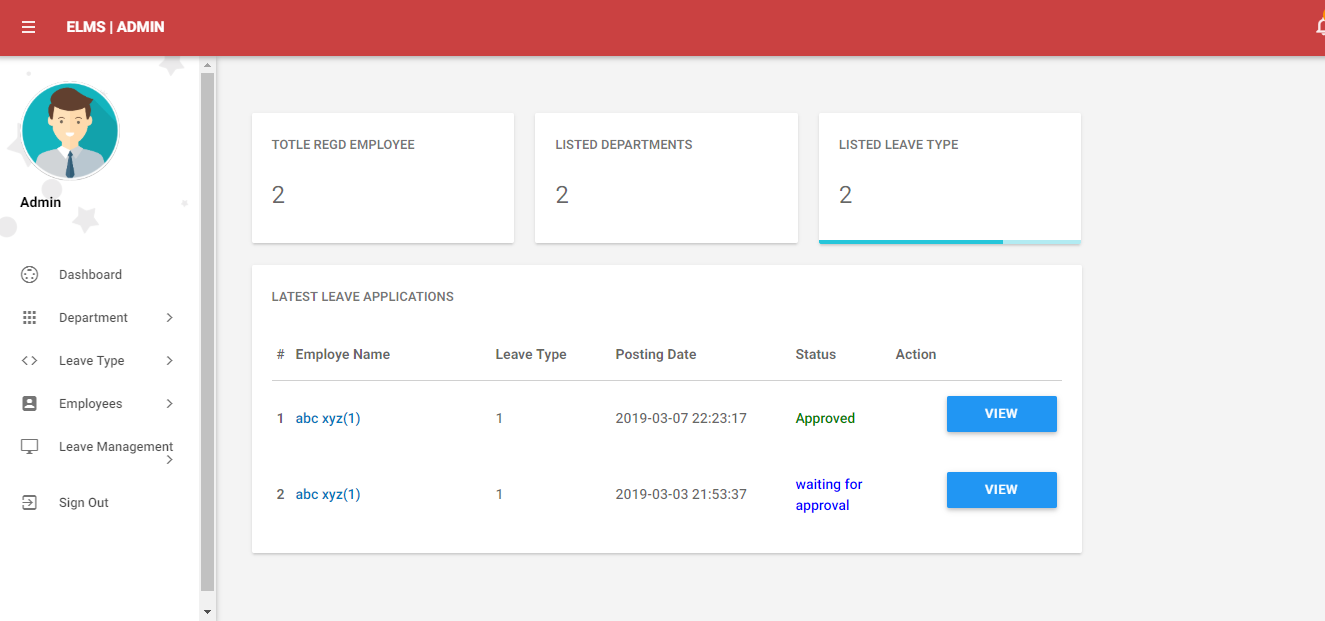 ELMS | ADMIN
Admin
Dashboard
Department
Leave Type
Employees
Leave Management
Sign Out
TOTLE REGD EMPLOYEE
2
LISTED DEPARTMENTS
2
LISTED LEAVE TYPE
2
LATEST LEAVE APPLICATIONS
# Employe Name Leave Type Posting Date Status Action
1 abc xyz(1) 1 2019-03-07 22:23:17 Approved VIEW
2 abc xyz(1) 1 2019-03-03 21:53:37 waiting for VIEW
approval